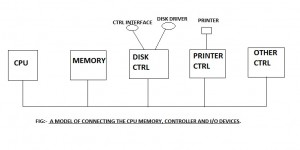 CTRL INTERFACE
DISK DRIVER
PRINTER
CPU
MEMORY
DISK
CTRL
PRINTER
CTRL
OTHER
CTRL
FIG:- A MODEL OF CONNECTING THE CPU MEMORY, CONTROLLER AND I/O DEVICES.